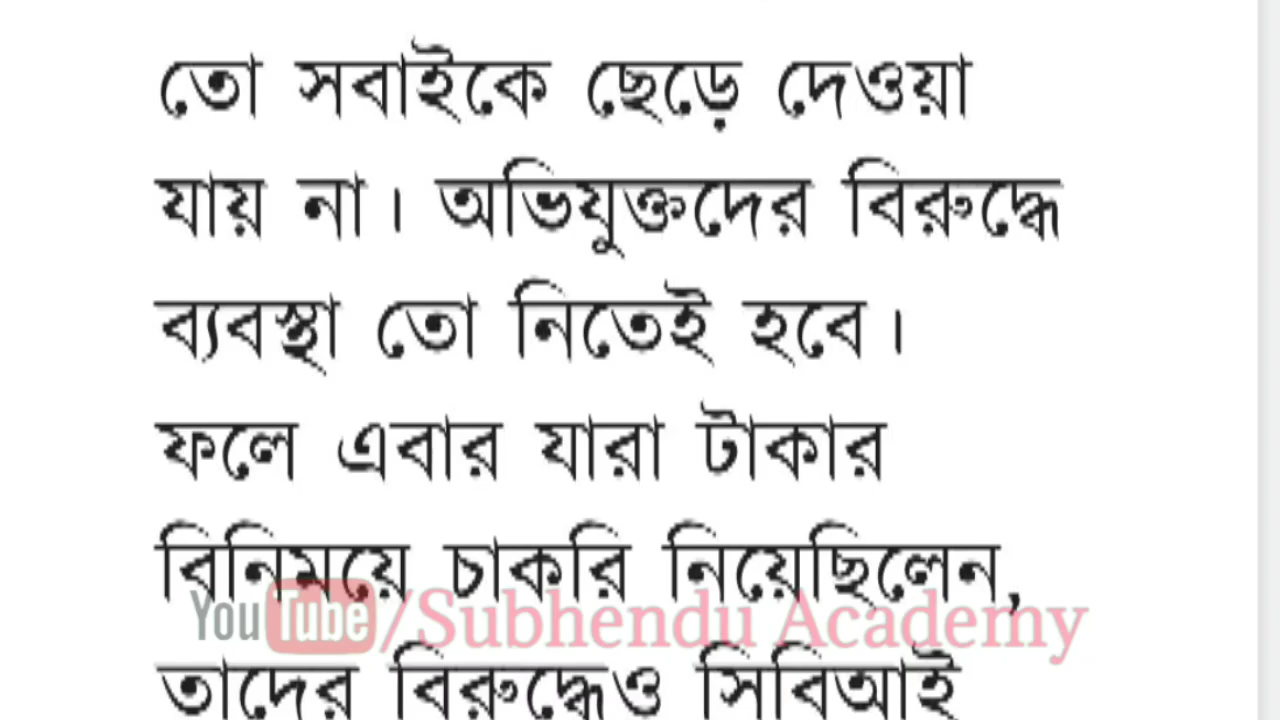 তো সবাইকে ছেড়ে দেওয়া
যায় না। অভিযুক্তদের বিরুদ্ধে
ব্যবস্থা তো নিতেই হবে।
ফলে এবার যারা টাকার
বিনিময়ে চাকরি নিয়েছিলেন,
YouTube/Subhendu Academy
তাদের বিরুদ্ধেও সিবিআই